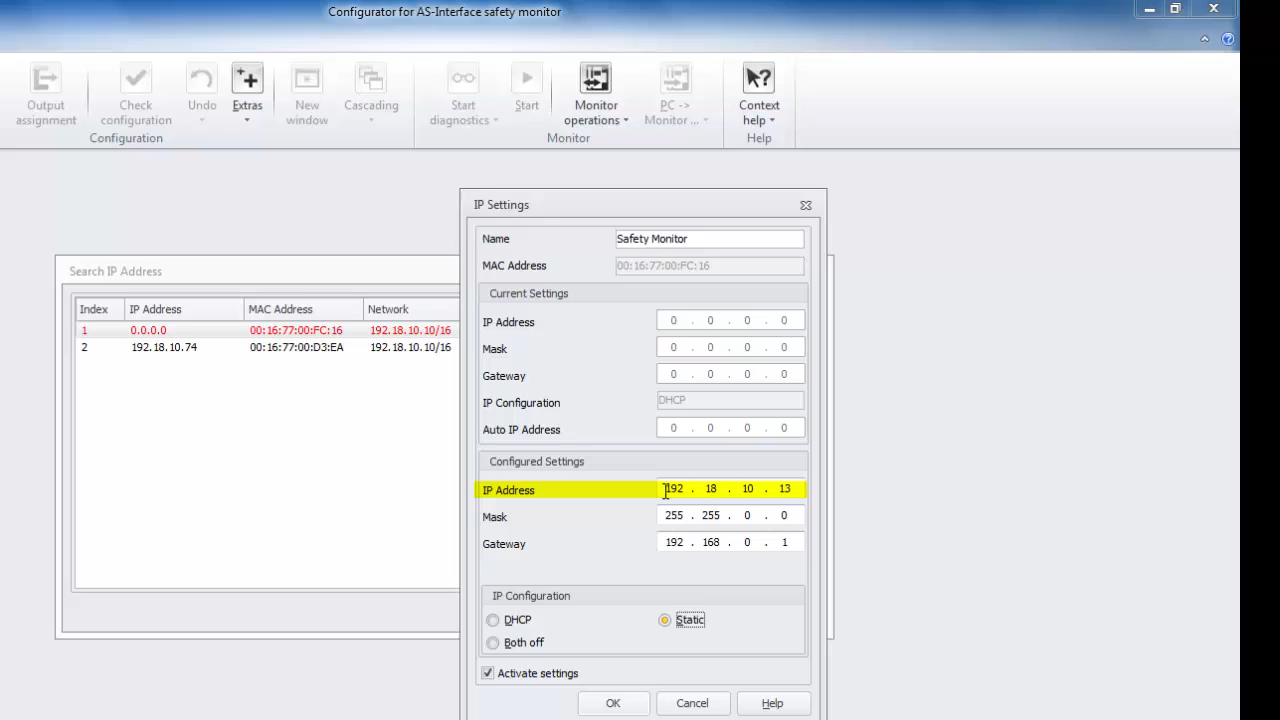 Configurator for AS-Interface safety monitor
Output assignment
Check configuration
Undo
Extras
New window
Cascading
Start diagnostics
Start
Monitor operations
PC -> Monitor ...
Context help
Configuration
Monitor
Help
IP Settings
Name Safety Monitor
MAC Address 00:16:77:00:FC:16
Current Settings
IP Address 0 . 0 . 0 . 0
Mask 0 . 0 . 0 . 0
Gateway 0 . 0 . 0 . 0
IP Configuration DHCP
Auto IP Address 0 . 0 . 0 . 0
Configured Settings
IP Address 192 . 18 . 10 . 13
Mask 255 . 255 . 0 . 0
Gateway 192 . 168 . 0 . 1
IP Configuration
DHCP Static
Both off
Activate settings
OK Cancel Help
Search IP Address
Index IP Address MAC Address Network
1 0.0.0.0 00:16:77:00:FC:16 192.18.10.10/16
2 192.18.10.74 00:16:77:00:D3:EA 192.18.10.10/16